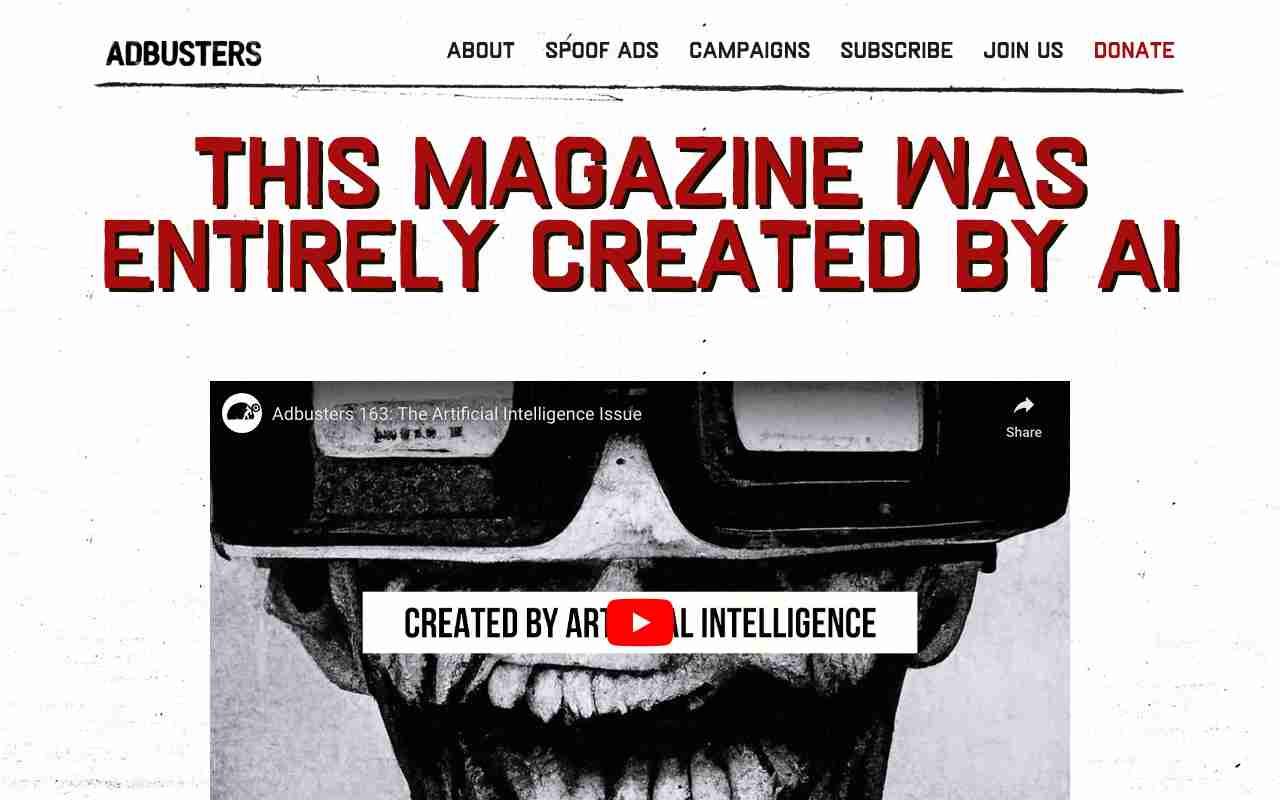 ADBUSTERS
ABOUT SPOOF ADS CAMPAIGNS SUBSCRIBE JOIN US DONATE
THIS MAGAZINE WAS
ENTIRELY CREATED BY AI
Adbusters 163: The Artificial Intelligence Issue
Share
CREATED BY ART AL INTELLIGENCE